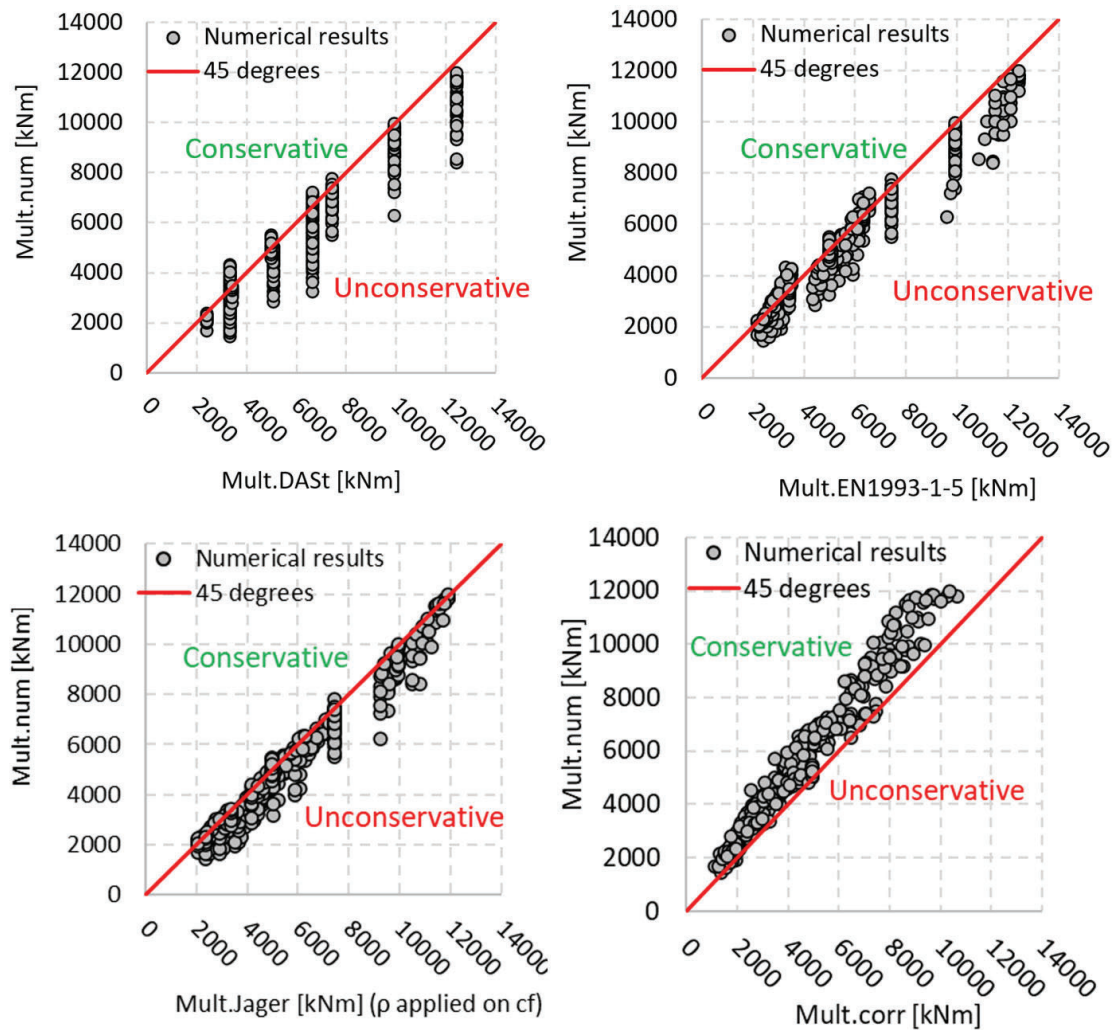 14000
Numerical results
12000
45 degrees
10000
Conservative
8000
6000
4000
Unconservative
2000
0
Mult.num [kNm]
0
2000
4000
6000
8000
10000
12000
14000
Mult.DASt [kNm]
14000
Numerical results
12000
45 degrees
10000
Conservative
8000
6000
4000
Unconservative
2000
0
Mult.num [kNm]
0
2000
4000
6000
8000
10000
12000
14000
Mult.EN1993-1-5 [kNm]
14000
Numerical results
12000
45 degrees
10000
Conservative
8000
6000
4000
Unconservative
2000
0
Mult.num [kNm]
0
2000
4000
6000
8000
10000
12000
14000
Mult.Jager [kNm] (ρ applied on cf)
14000
Numerical results
12000
45 degrees
10000
Conservative
8000
6000
4000
Unconservative
2000
0
Mult.num [kNm]
0
2000
4000
6000
8000
10000
12000
14000
Mult.corr [kNm]